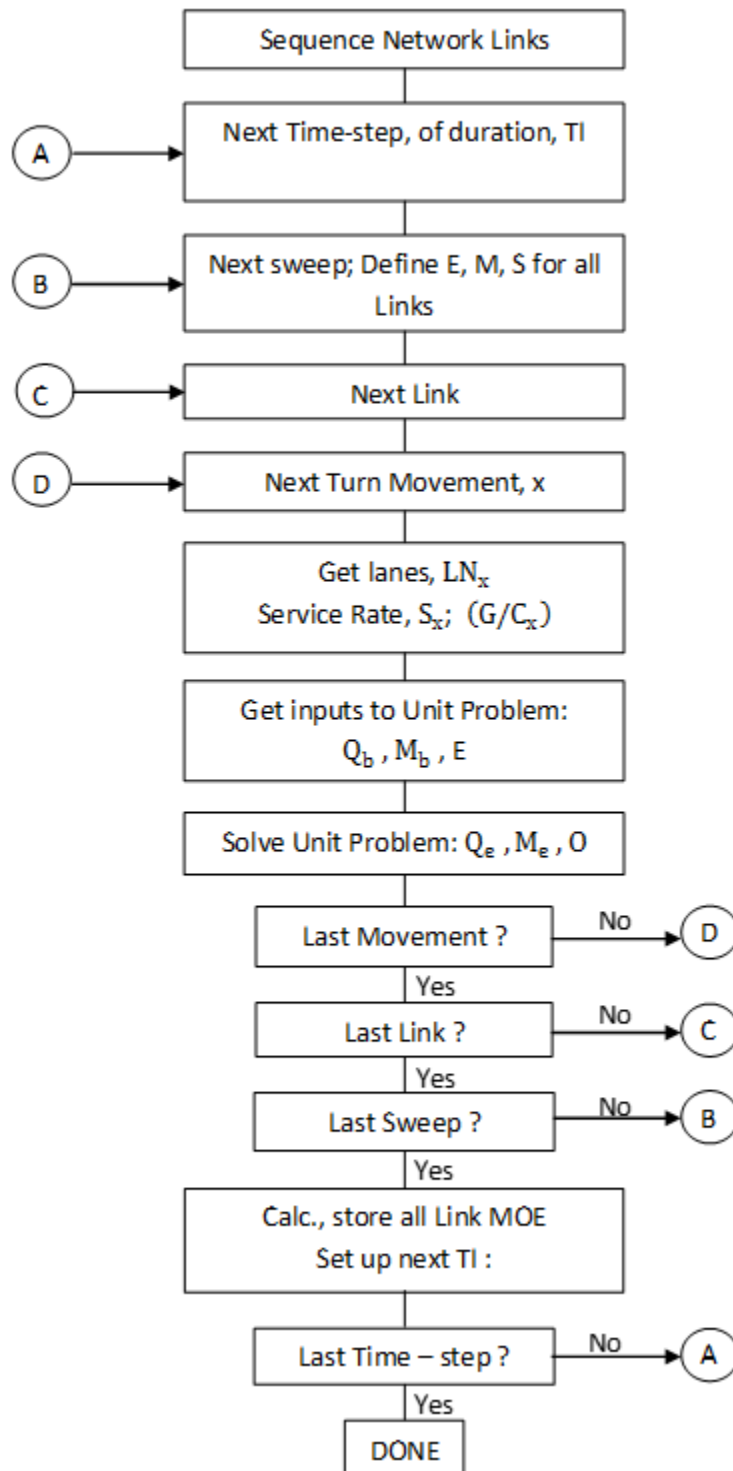 Sequence Network Links
A
Next Time-step, of duration, TI
B
Next sweep; Define E, M, S for all
Links
C
Next Link
D
Next Turn Movement, x
Get lanes, LNₓ
Service Rate, Sₓ; (G/Cₓ)
Get inputs to Unit Problem:
Q_b , M_b , E
Solve Unit Problem: Qₑ , Mₑ , O
Last Movement ?
No
D
Yes
Last Link ?
No
C
Yes
Last Sweep ?
No
B
Yes
Calc., store all Link MOE
Set up next TI :
Last Time – step ?
No
A
Yes
DONE